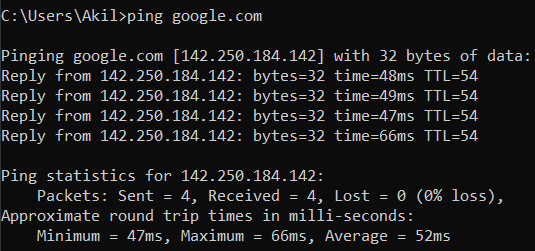 C:\Users\Akil>ping google.com
Pinging google.com [142.250.184.142] with 32 bytes of data:
Reply from 142.250.184.142: bytes=32 time=48ms TTL=54
Reply from 142.250.184.142: bytes=32 time=49ms TTL=54
Reply from 142.250.184.142: bytes=32 time=47ms TTL=54
Reply from 142.250.184.142: bytes=32 time=66ms TTL=54
Ping statistics for 142.250.184.142:
    Packets: Sent = 4, Received = 4, Lost = 0 (0% loss),
Approximate round trip times in milli-seconds:
    Minimum = 47ms, Maximum = 66ms, Average = 52ms